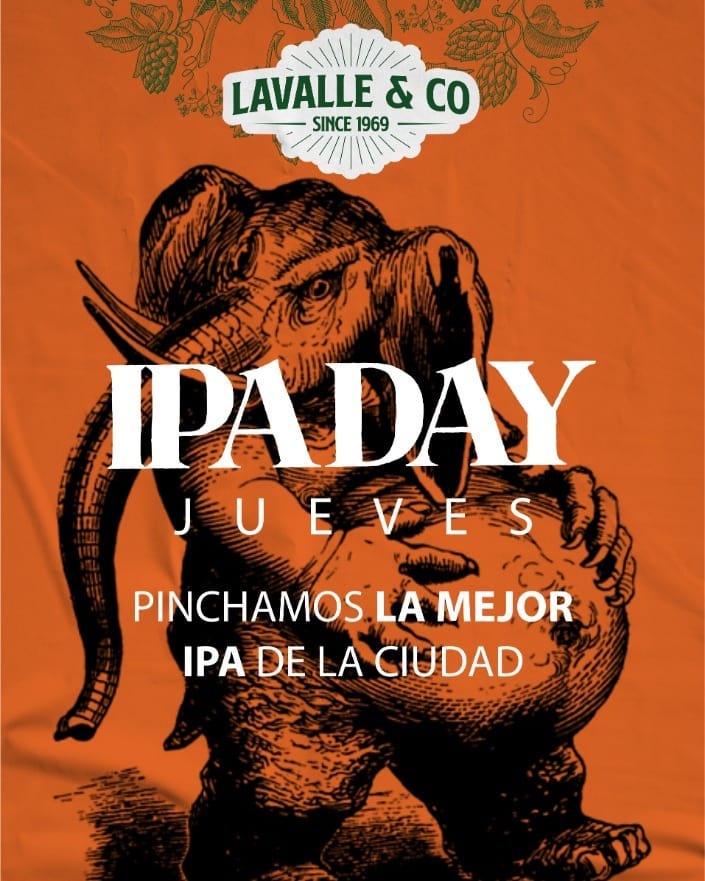 LAVALLE & CO
SINCE 1969
IPA DAY
JUEVES
PINCHAMOS LA MEJOR
IPA DE LA CIUDAD